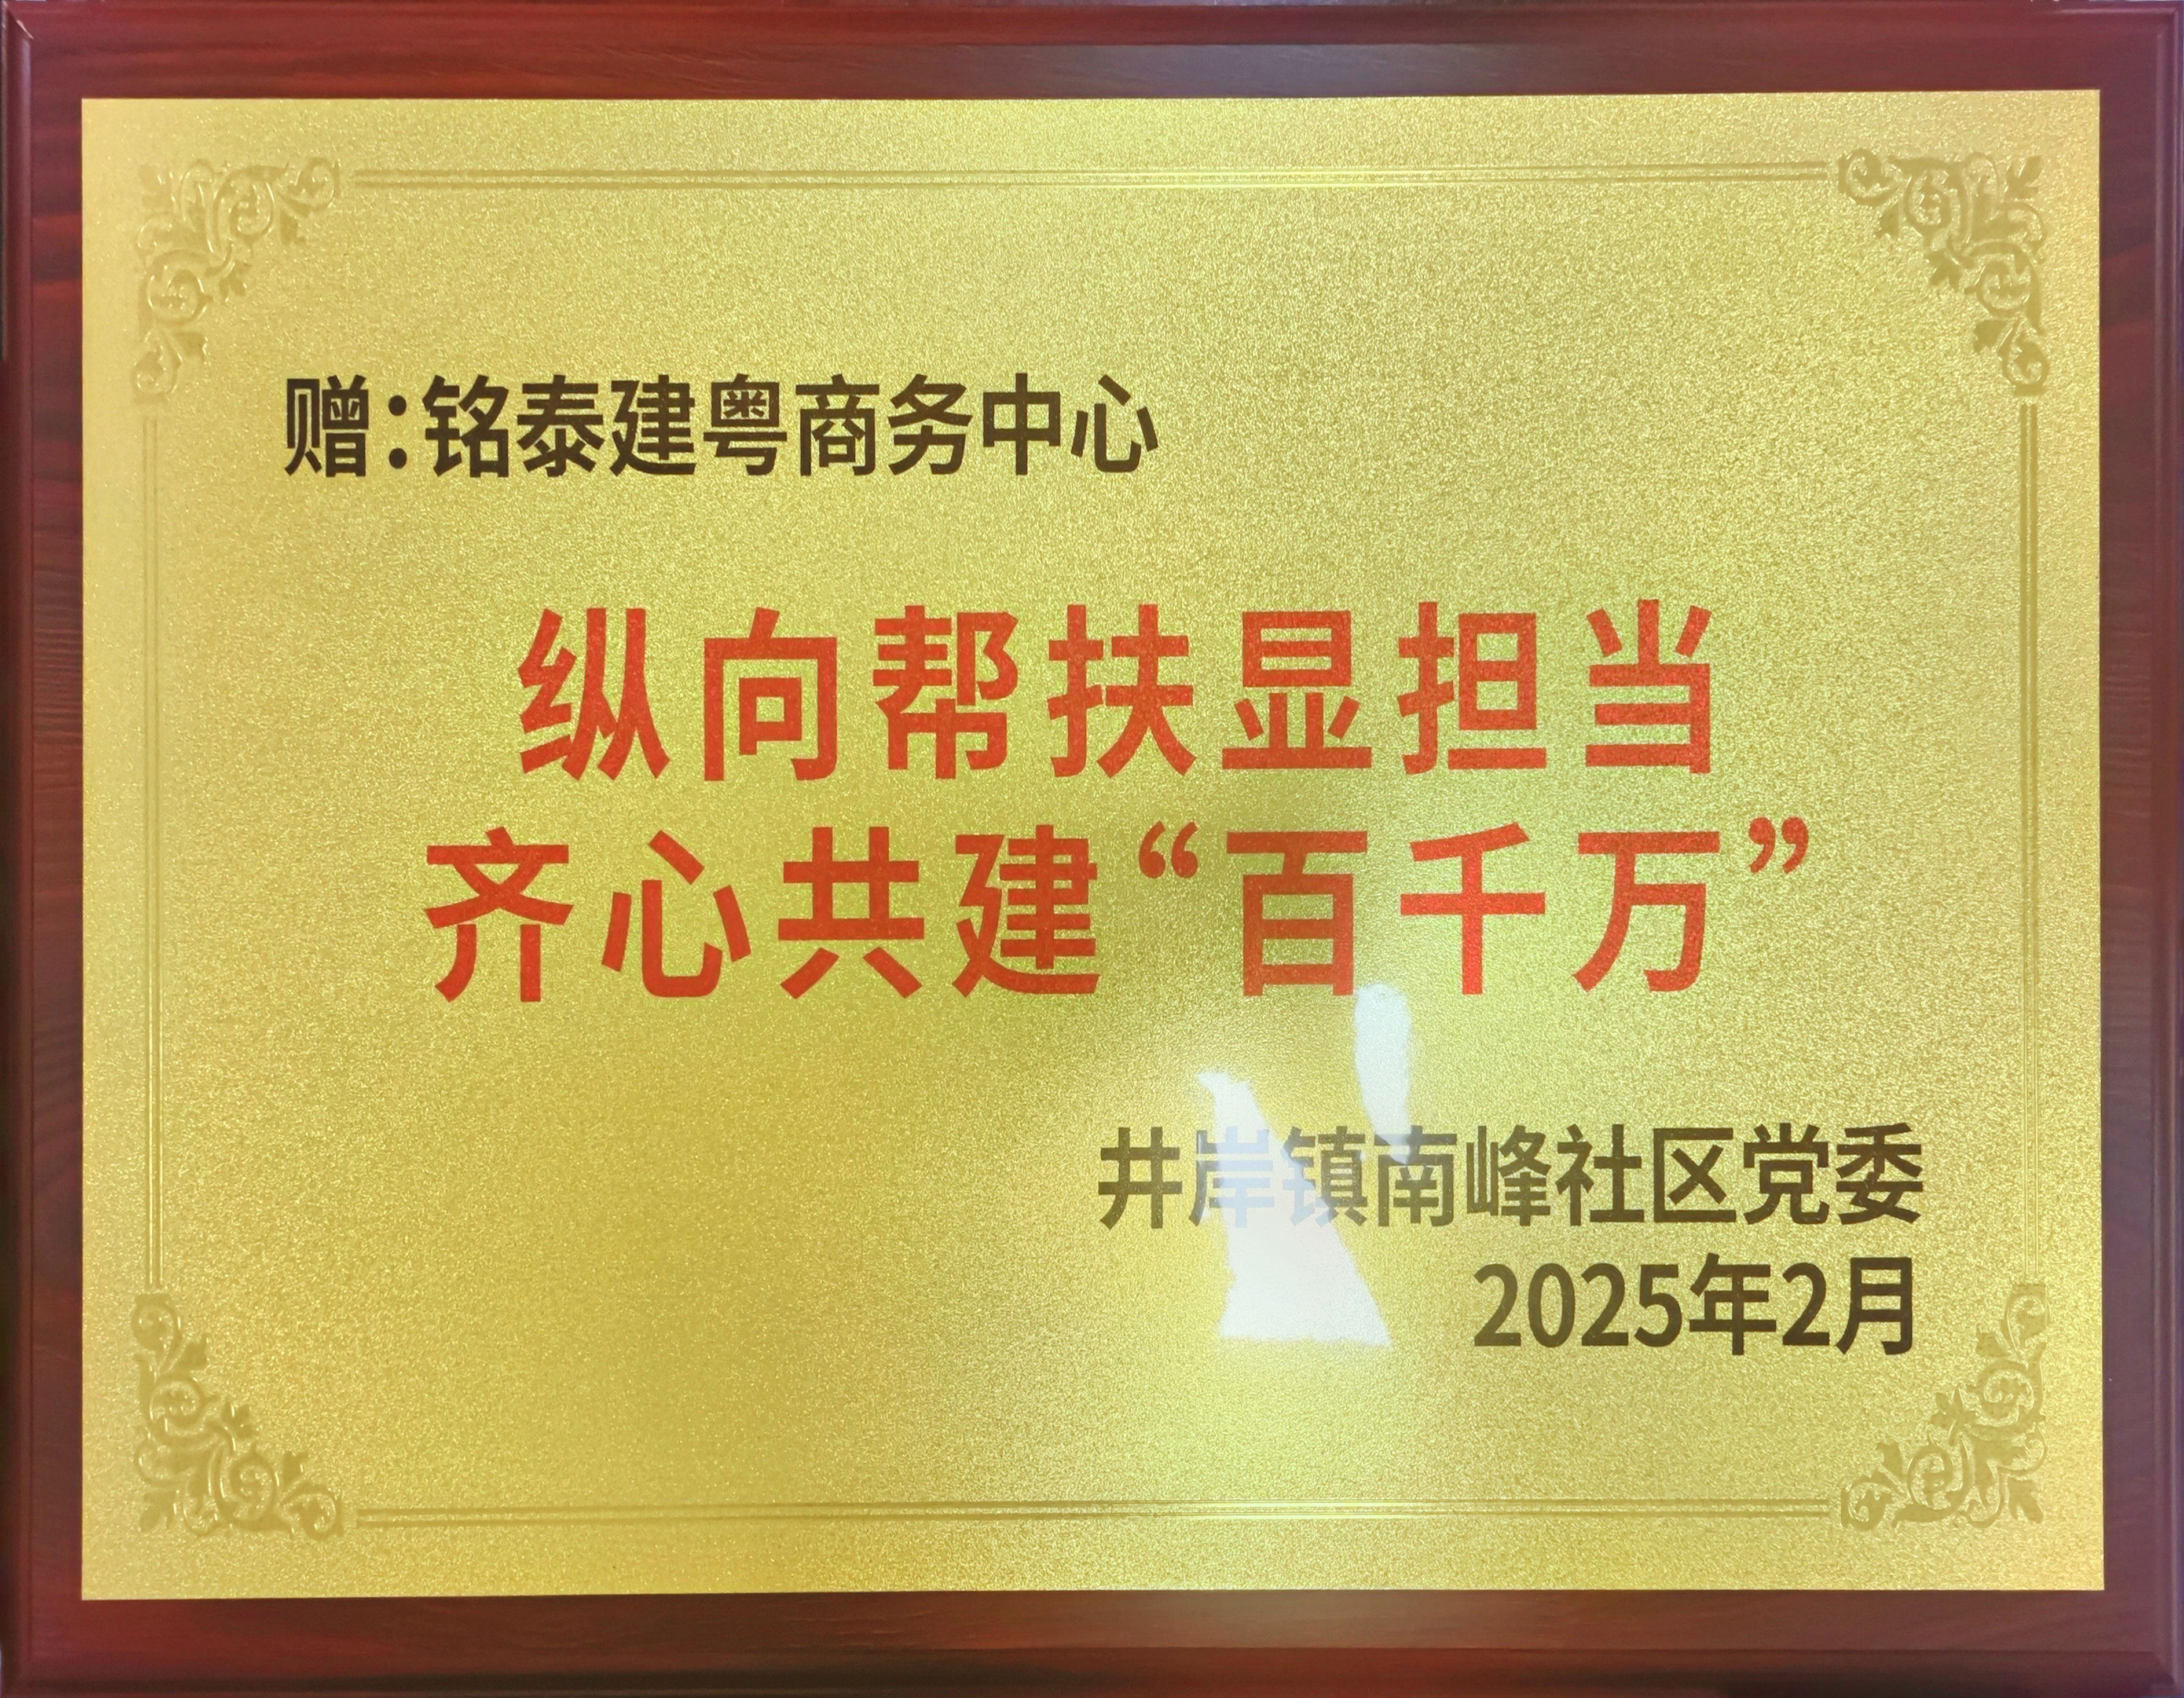 赠：铭泰建粤商务中心
纵向帮扶显担当
齐心共建“百千万”
井岸镇南峰社区党委
2025年2月